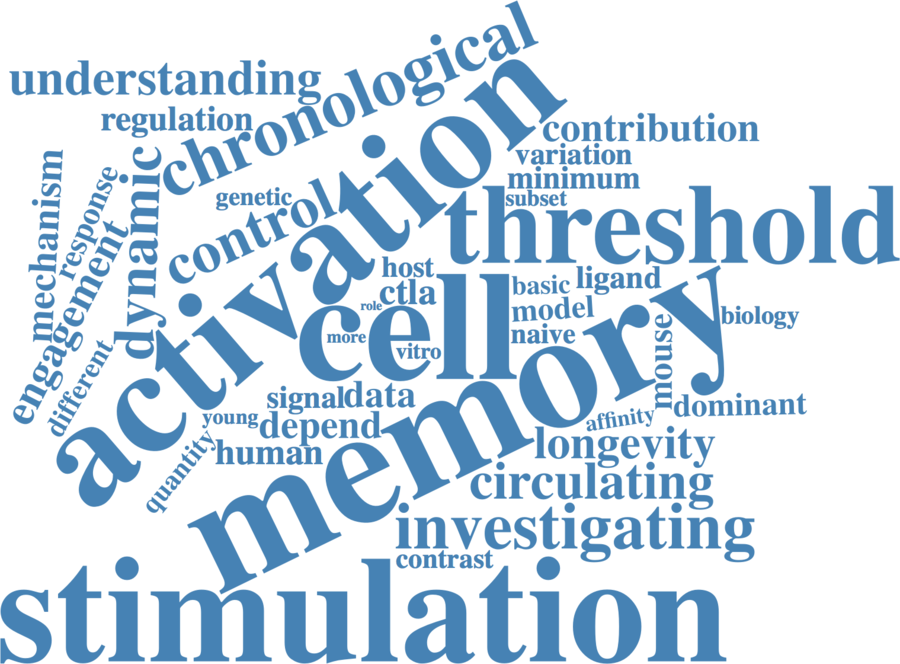 understanding
chronological
regulation
activation
contribution
variation
minimum
subset
threshold
mechanism
response
engagement
dynamic
genetic
control
host
ctla
role
cell
more
vitro
basic
ligand
model
naive
memory
mouse
biology
different
signal
data
young
depend
human
quantity
affinity
dominant
longevity
circulating
investigating
contrast
stimulation